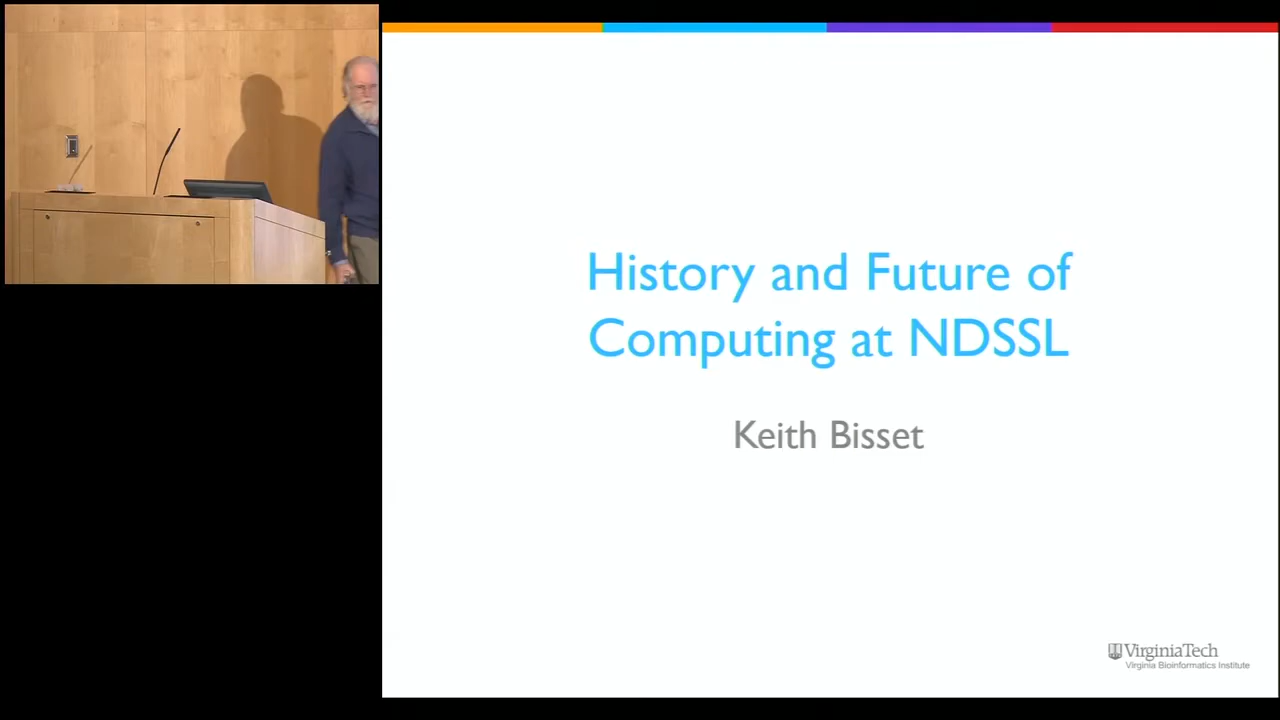 History and Future of
Computing at NDSSL
Keith Bisset
VirginiaTech
Virginia Bioinformatics Institute